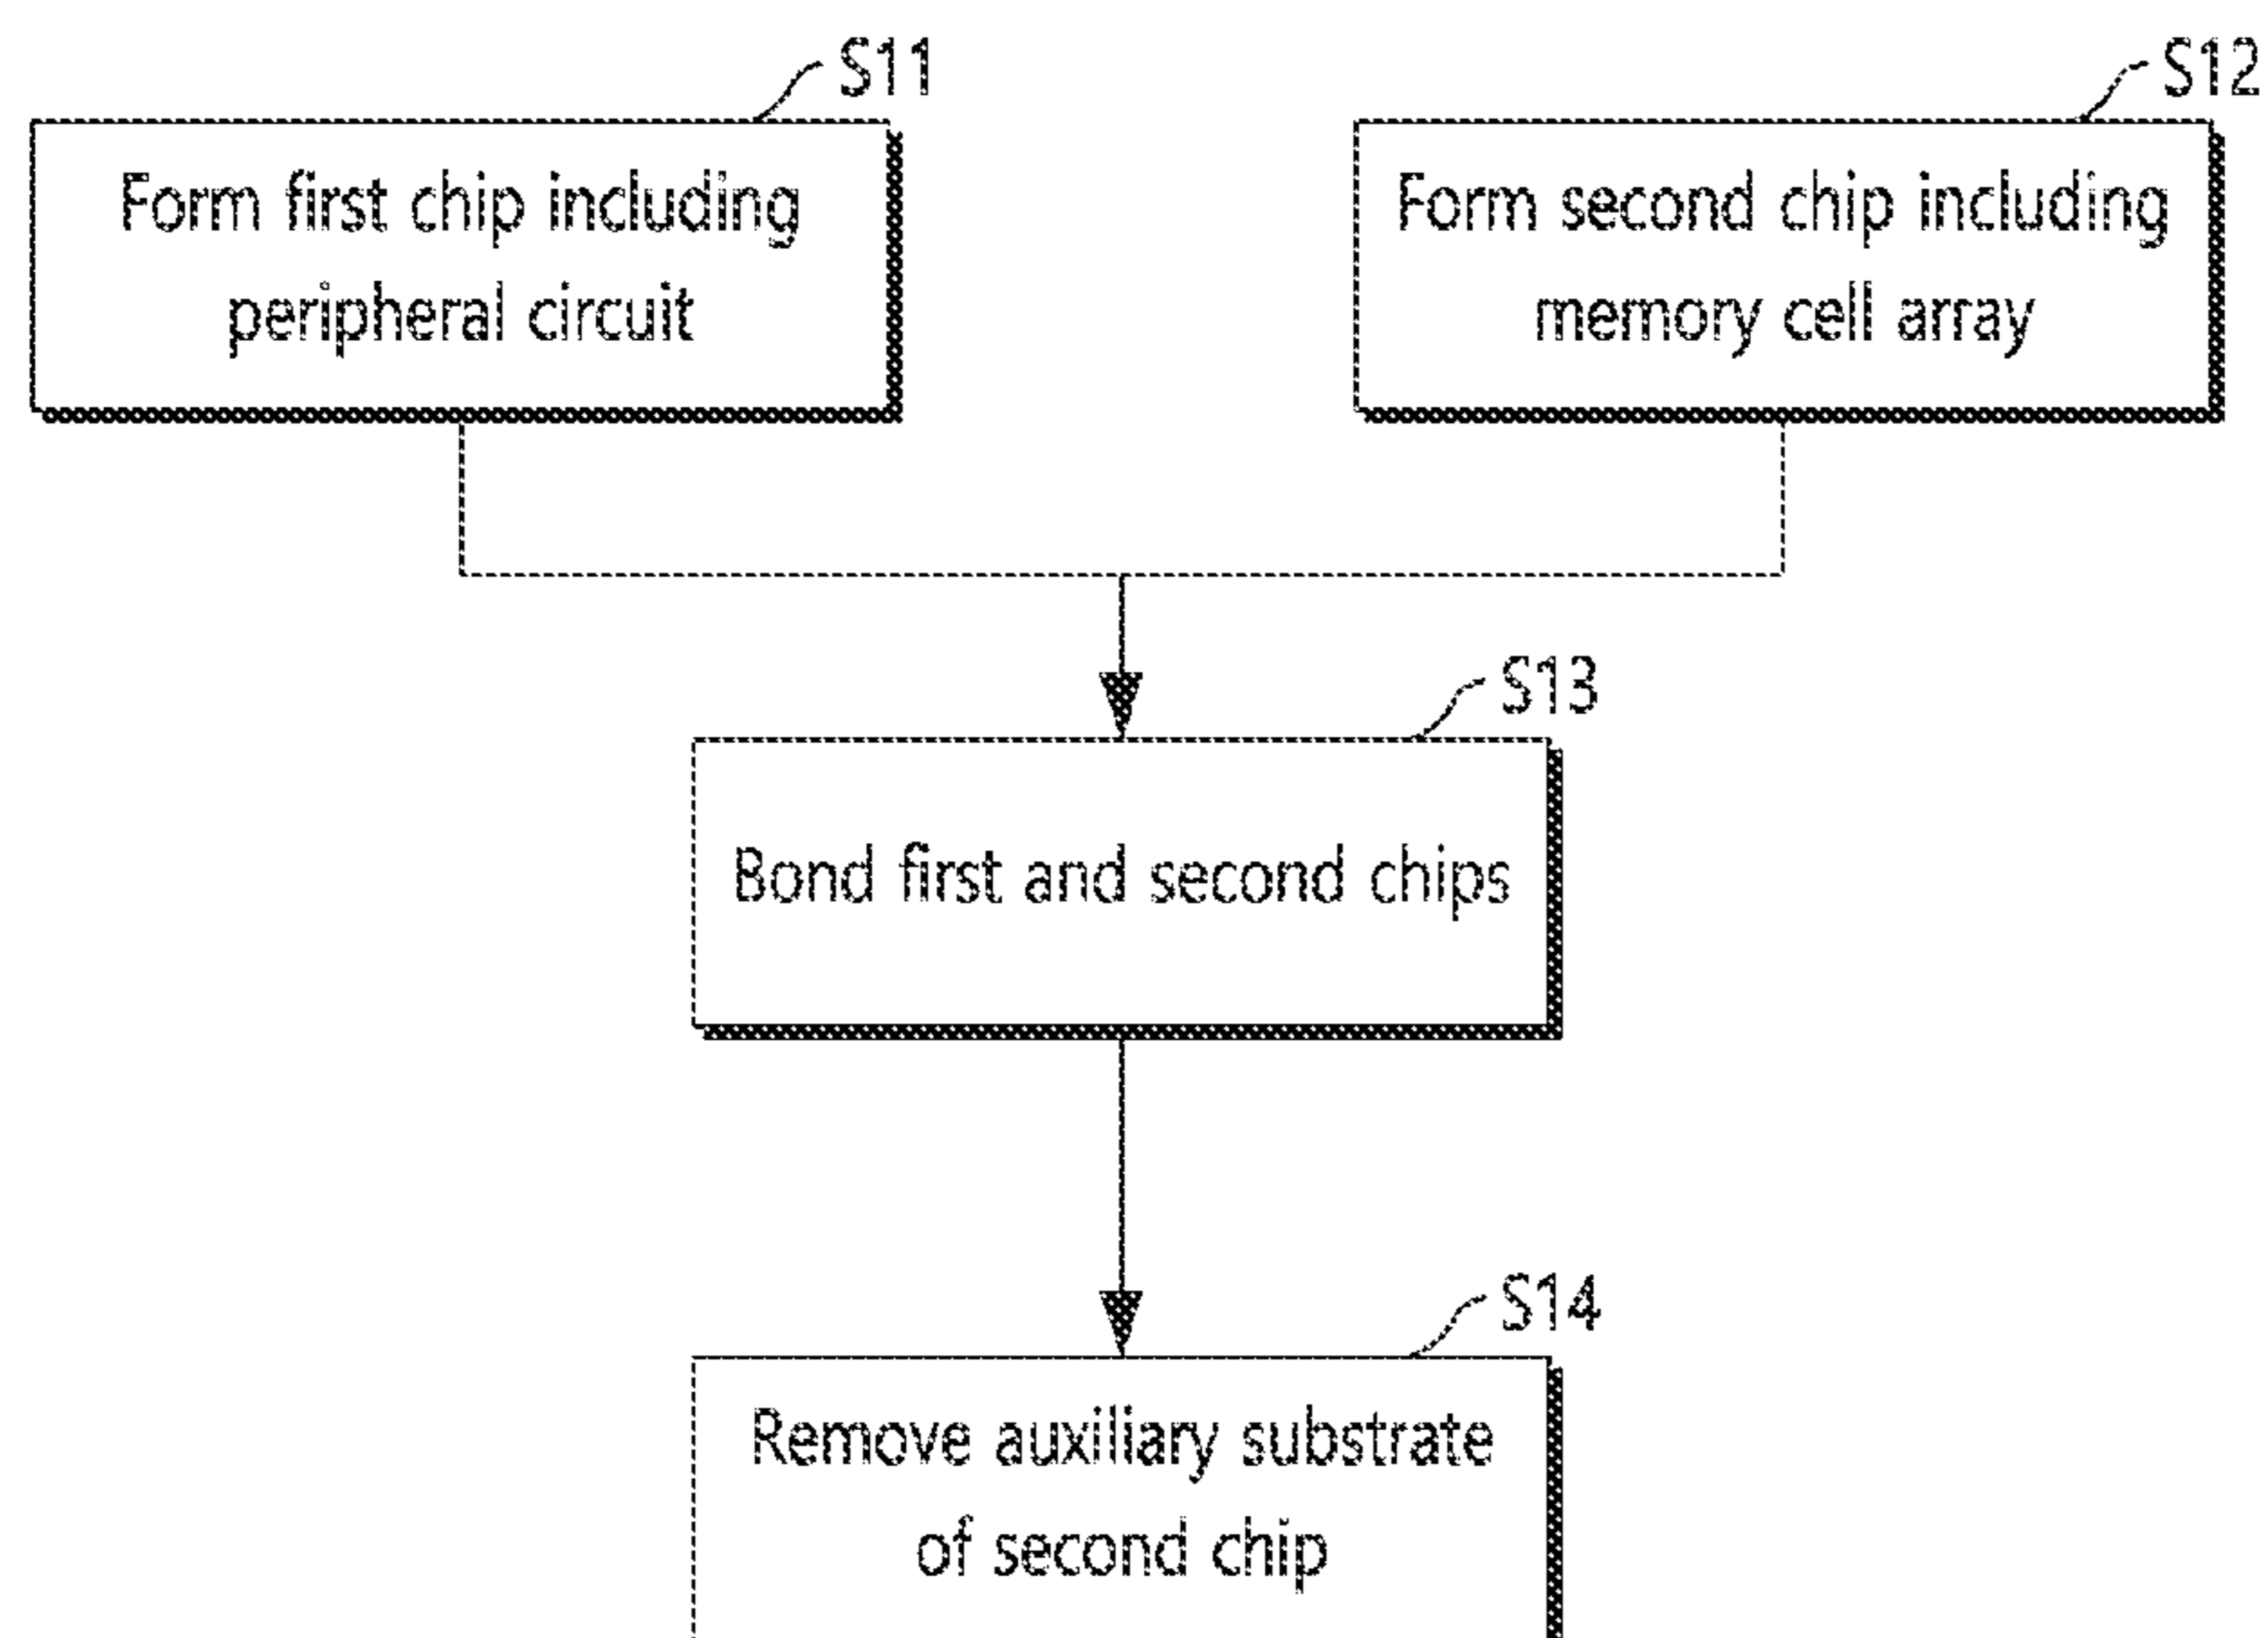 S11
S12
Form first chip including
peripheral circuit
Form second chip including
memory cell array
S13
Bond first and second chips
S14
Remove auxiliary substrate
of second chip